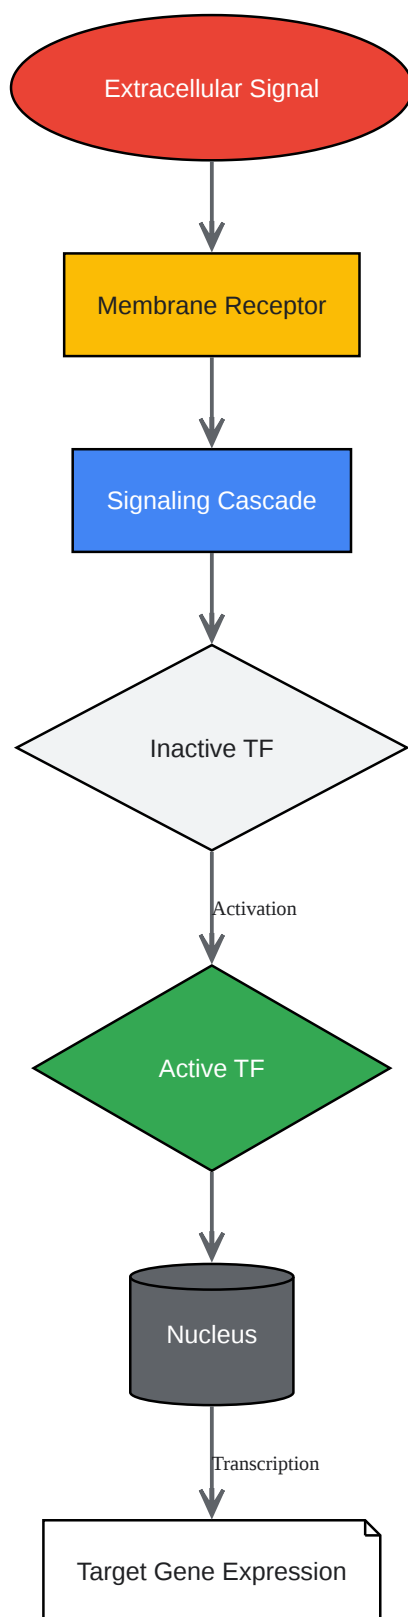 Extracellular Signal
Membrane Receptor
Signaling Cascade
Inactive TF
Activation
Active TF
Nucleus
Transcription
Target Gene Expression